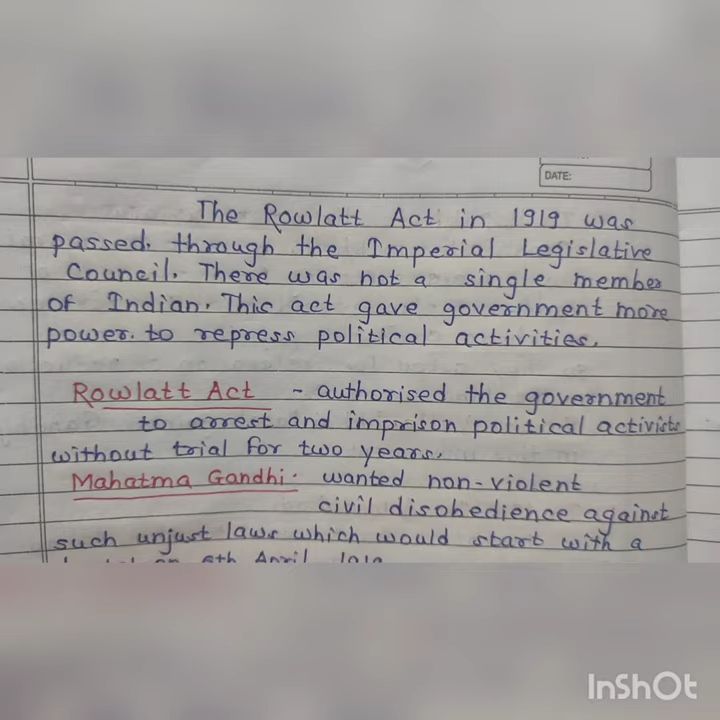 DATE:
The Rowlatt Act in 1919 was
passed. through the Imperial Legislative
Council. There was not a single member
of Indian. This act gave government more
power. to repress political activities.
Rowlatt Act - authorised the government
to arrest and imprison political activists
without trial for two years.
Mahatma Gandhi. wanted non-violent
civil disobedience against
such unjust laws which would start with a
6th April
InShOt